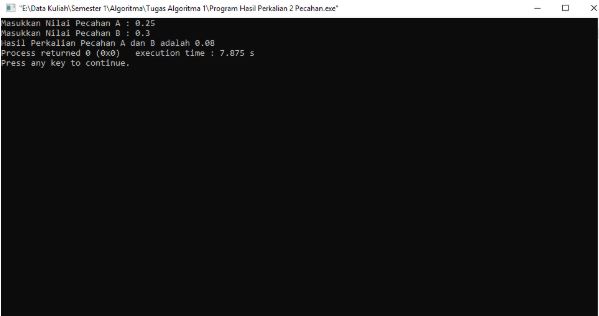 "E:\Data Kuliah\Semester 1\Algoritma\Tugas Algoritma 1\Program Hasil Perkalian 2 Pecahan.exe"
Masukkan Nilai Pecahan A : 0.25
Masukkan Nilai Pecahan B : 0.3
Hasil Perkalian Pecahan A dan B adalah 0.08
Process returned 0 (0x0)   execution time : 7.875 s
Press any key to continue.